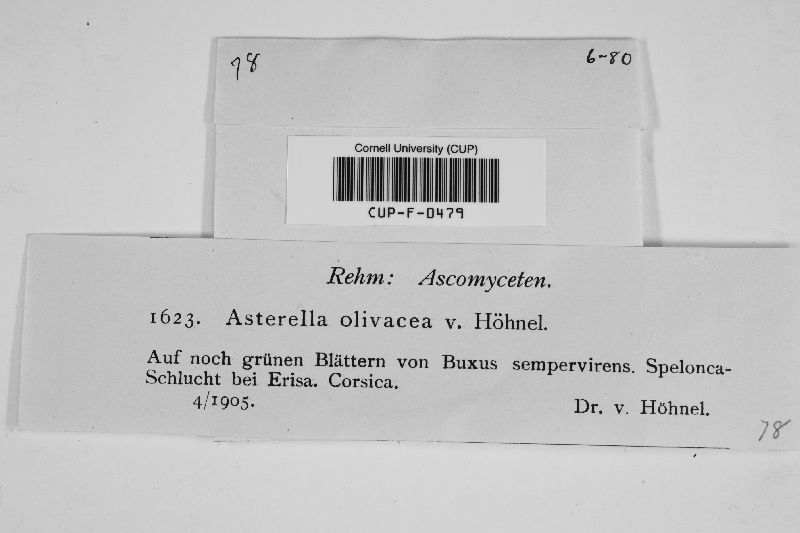 78
6-80
Cornell University (CUP)
CUP-F-0479
Rehm: Ascomyceten.
1623. Asterella olivacea v. Höhnel.
Auf noch grünen Blättern von Buxus sempervirens. Spelonca-
Schlucht bei Erisa. Corsica.
4/1905.
Dr. v. Höhnel.
78